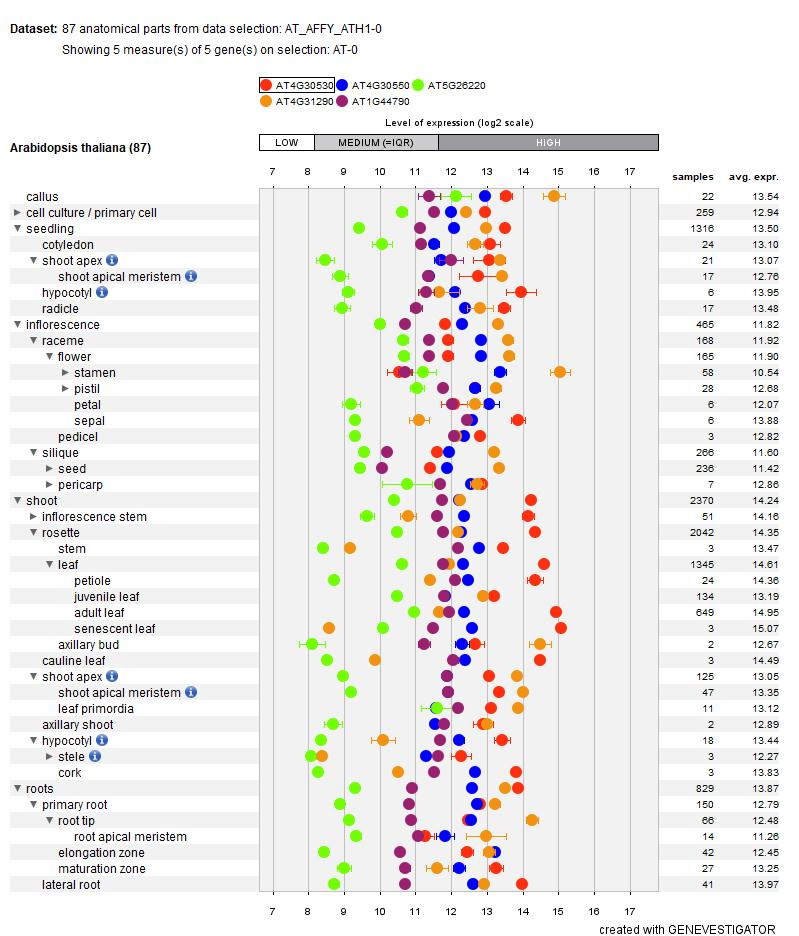 Dataset: 87 anatomical parts from data selection: AT_AFFY_ATH1-0
Showing 5 measure(s) of 5 gene(s) on selection: AT-0
AT4G30530 AT4G30550 AT5G26220
AT4G31290 AT1G44790
Level of expression (log2 scale)
Arabidopsis thaliana (87) LOW MEDIUM (=IQR) HIGH
7 8 9 10 11 12 13 14 15 16 17 samples avg. expr.
callus 22 13.54
cell culture / primary cell 259 12.94
seedling 1316 13.50
cotyledon 24 13.10
shoot apex 21 13.07
shoot apical meristem 17 12.76
hypocotyl 6 13.95
radicle 17 13.48
inflorescence 465 11.82
raceme 168 11.92
flower 165 11.90
stamen 58 10.54
pistil 28 12.68
petal 6 12.07
sepal 6 13.88
pedicel 3 12.82
silique 266 11.60
seed 236 11.42
pericarp 7 12.86
shoot 2370 14.24
inflorescence stem 51 14.16
rosette 2042 14.35
stem 3 13.47
leaf 1345 14.61
petiole 24 14.36
juvenile leaf 134 13.19
adult leaf 649 14.95
senescent leaf 3 15.07
axillary bud 2 12.67
cauline leaf 3 14.49
shoot apex 125 13.05
shoot apical meristem 47 13.35
leaf primordia 11 13.12
axillary shoot 2 12.89
hypocotyl 18 13.44
stele 3 12.27
cork 3 13.83
roots 829 13.87
primary root 150 12.79
root tip 66 12.48
root apical meristem 14 11.26
elongation zone 42 12.45
maturation zone 27 13.25
lateral root 41 13.97
7 8 9 10 11 12 13 14 15 16 17
created with GENEVESTIGATOR